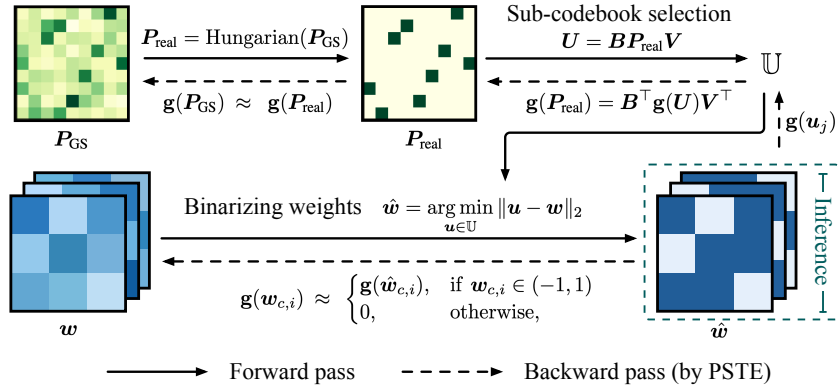 Sub-codebook selection
P_real = Hungarian(P_GS)
U = BP_realV
𝕌
g(P_GS) ≈ g(P_real)
g(P_real) = B^⊤g(U)V^⊤
g(u_j)
P_GS
P_real
Binarizing weights ŵ = arg min_{u∈𝕌} ‖u − w‖_2
Inference
g(w_{c,i}) ≈ { g(ŵ_{c,i}), if w_{c,i} ∈ (−1, 1)
0, otherwise,
w
ŵ
Forward pass
Backward pass (by PSTE)